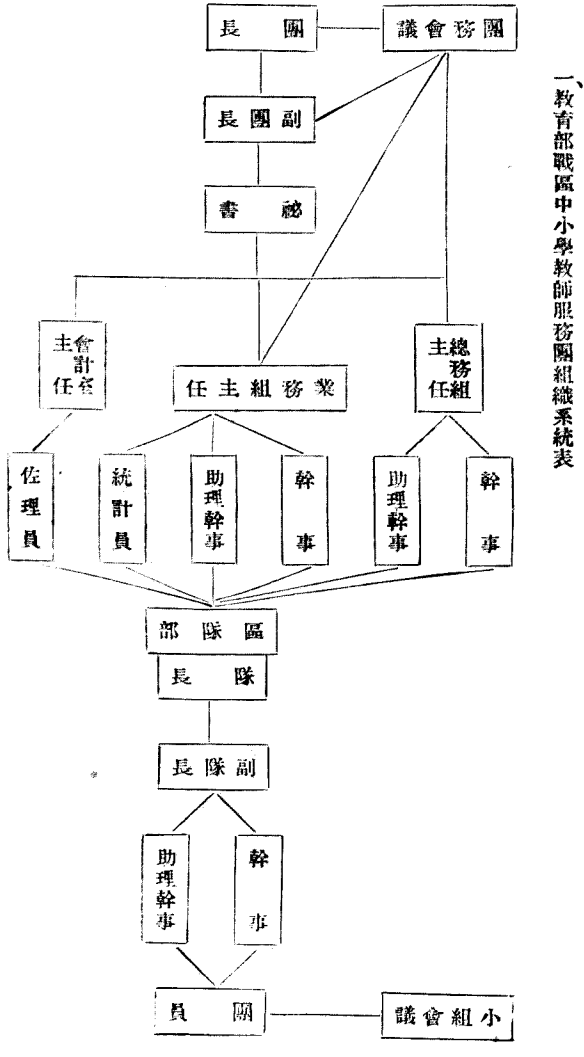 一、教育部戰區中小學教師服務團組織系統表
團務會議
團長
副團長
祕書
總務組主任
業務組主任
會計室主任
幹事
助理幹事
幹事
助理幹事
統計員
佐理員
區隊部
隊長
副隊長
幹事
助理幹事
團員
小組會議